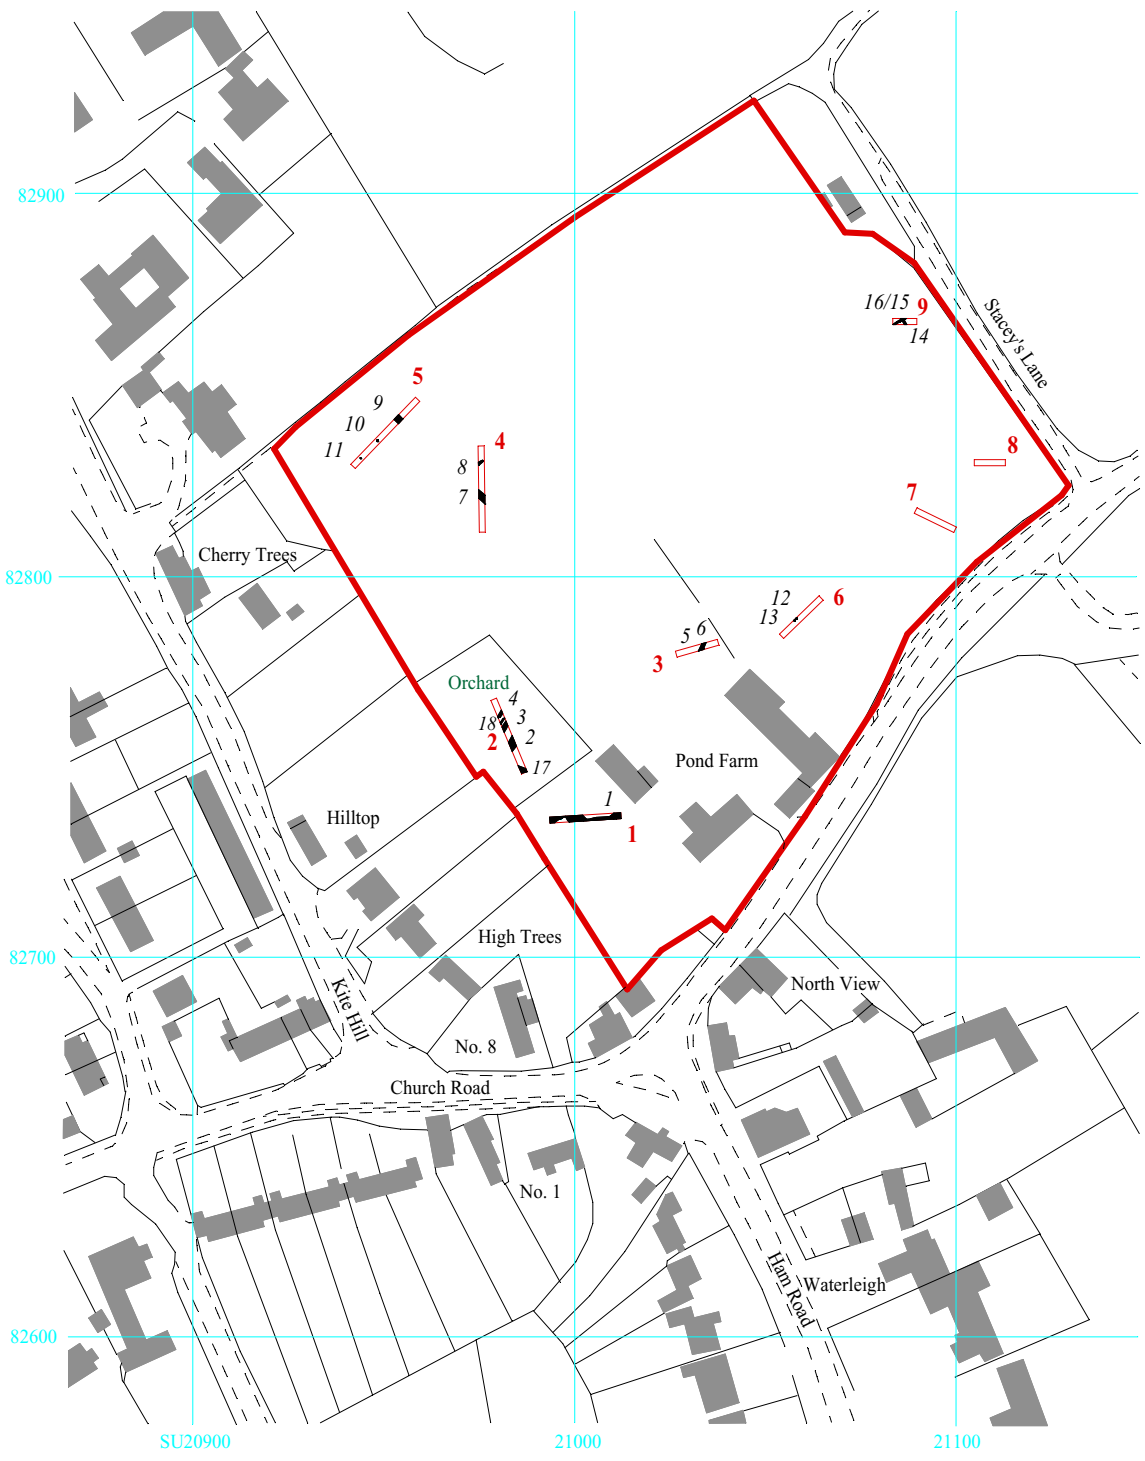 82900
16/15
9
14
Stacey's Lane
5
9
10
11
4
8
7
8
7
Cherry Trees
82800
12
13
6
5
6
3
Orchard
4
18
3
2
2
17
Pond Farm
1
1
Hilltop
High Trees
82700
North View
Kite Hill
No. 8
Church Road
No. 1
Ham Road
Waterleigh
82600
SU20900
21000
21100